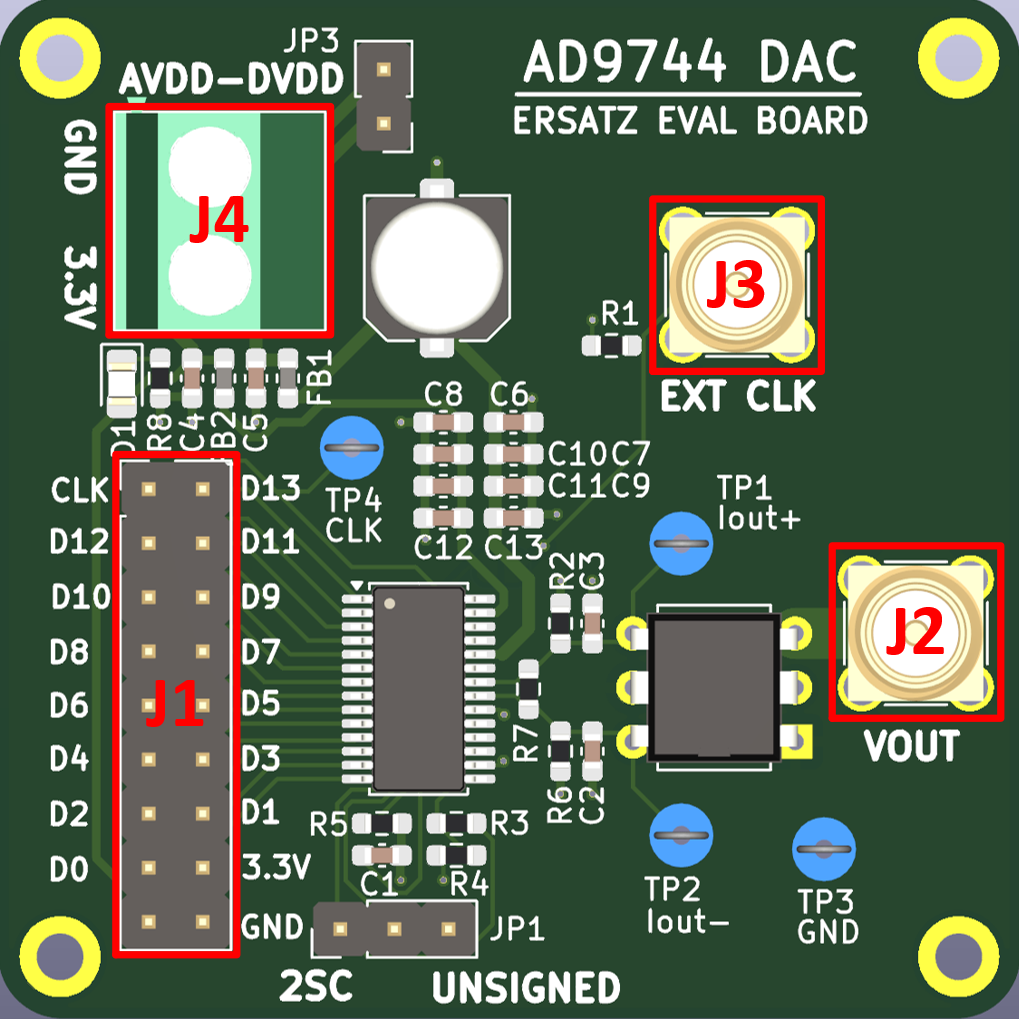 JP3
AVDD-DVDD
AD9744 DAC
ERSATZ EVAL BOARD
GND
3.3V
J4
J3
R1
EXT CLK
D1
R8
C4
B2
C5
FB1
C8
C6
C10 C7
C11 C9
C12
C13
TP4
CLK
TP1
Iout+
CLK
D13
D12
D11
D10
D9
D8
D7
D6
D5
D4
D3
D2
D1
D0
3.3V
GND
J1
R2
C3
R7
R6
C2
J2
VOUT
R5
R3
C1
R4
JP1
2SC
UNSIGNED
TP2
Iout-
TP3
GND